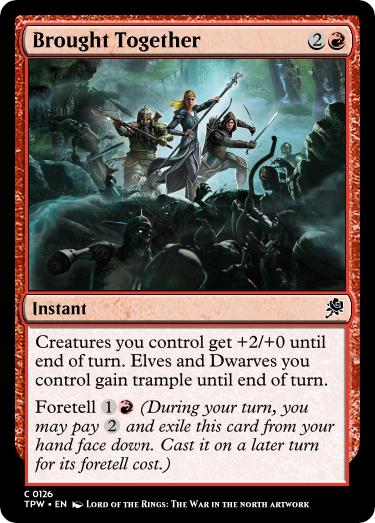 Brought Together 2
Instant
Creatures you control get +2/+0 until
end of turn. Elves and Dwarves you
control gain trample until end of turn.
Foretell 1 (During your turn, you
may pay 2 and exile this card from your
hand face down. Cast it on a later turn
for its foretell cost.)
C 0126
TPW • EN Lord of the Rings: The War in the north artwork